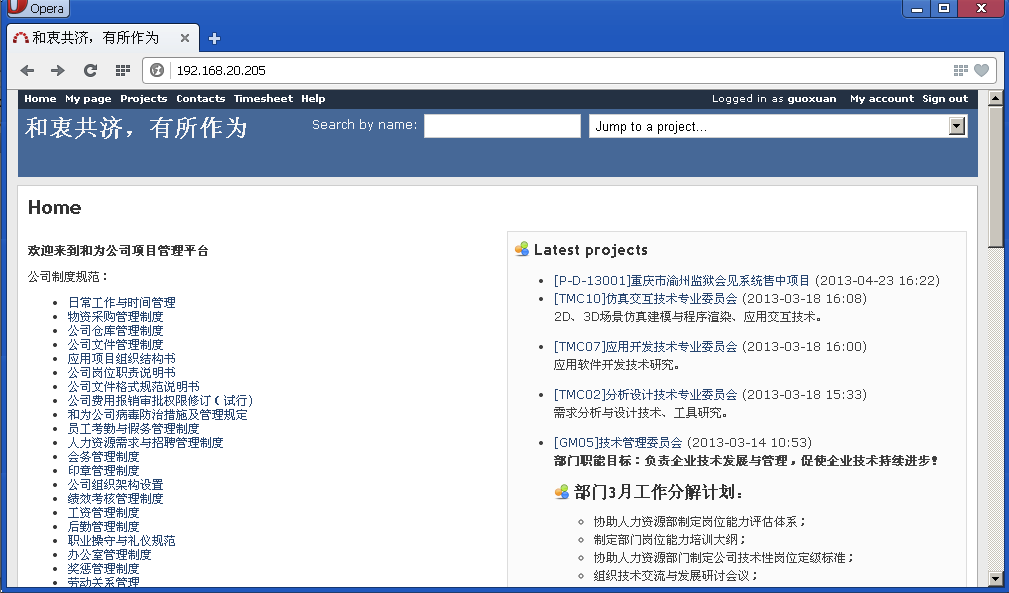 Opera
和衷共济，有所作为
192.168.20.205
Home My page Projects Contacts Timesheet Help
Logged in as guoxuan My account Sign out
和衷共济，有所作为
Search by name:
Jump to a project...
Home
欢迎来到和为公司项目管理平台
公司制度规范：
日常工作与时间管理
物资采购管理制度
公司仓库管理制度
公司文件管理制度
应用项目组织结构书
公司岗位职责说明书
公司文件格式规范说明书
公司费用报销审批权限修订（试行）
和为公司病毒防治措施及管理规定
员工考勤与假务管理制度
人力资源需求与招聘管理制度
会务管理制度
印章管理制度
公司组织架构设置
绩效考核管理制度
工资管理制度
后勤管理制度
职业操守与礼仪规范
办公室管理制度
奖惩管理制度
劳动关系管理
Latest projects
[P-D-13001]重庆市渝州监狱会见系统售中项目 (2013-04-23 16:22)
[TMC10]仿真交互技术专业委员会 (2013-03-18 16:08)
2D、3D场景仿真建模与程序渲染、应用交互技术。
[TMC07]应用开发技术专业委员会 (2013-03-18 16:00)
应用软件开发技术研究。
[TMC02]分析设计技术专业委员会 (2013-03-18 15:33)
需求分析与设计技术、工具研究。
[GM05]技术管理委员会 (2013-03-14 10:53)
部门职能目标：负责企业技术发展与管理，促使企业技术持续进步！
部门3月工作分解计划：
协助人力资源部制定岗位能力评估体系；
制定部门岗位能力培训大纲；
协助人力资源部门制定公司技术性岗位定级标准；
组织技术交流与发展研讨会议；